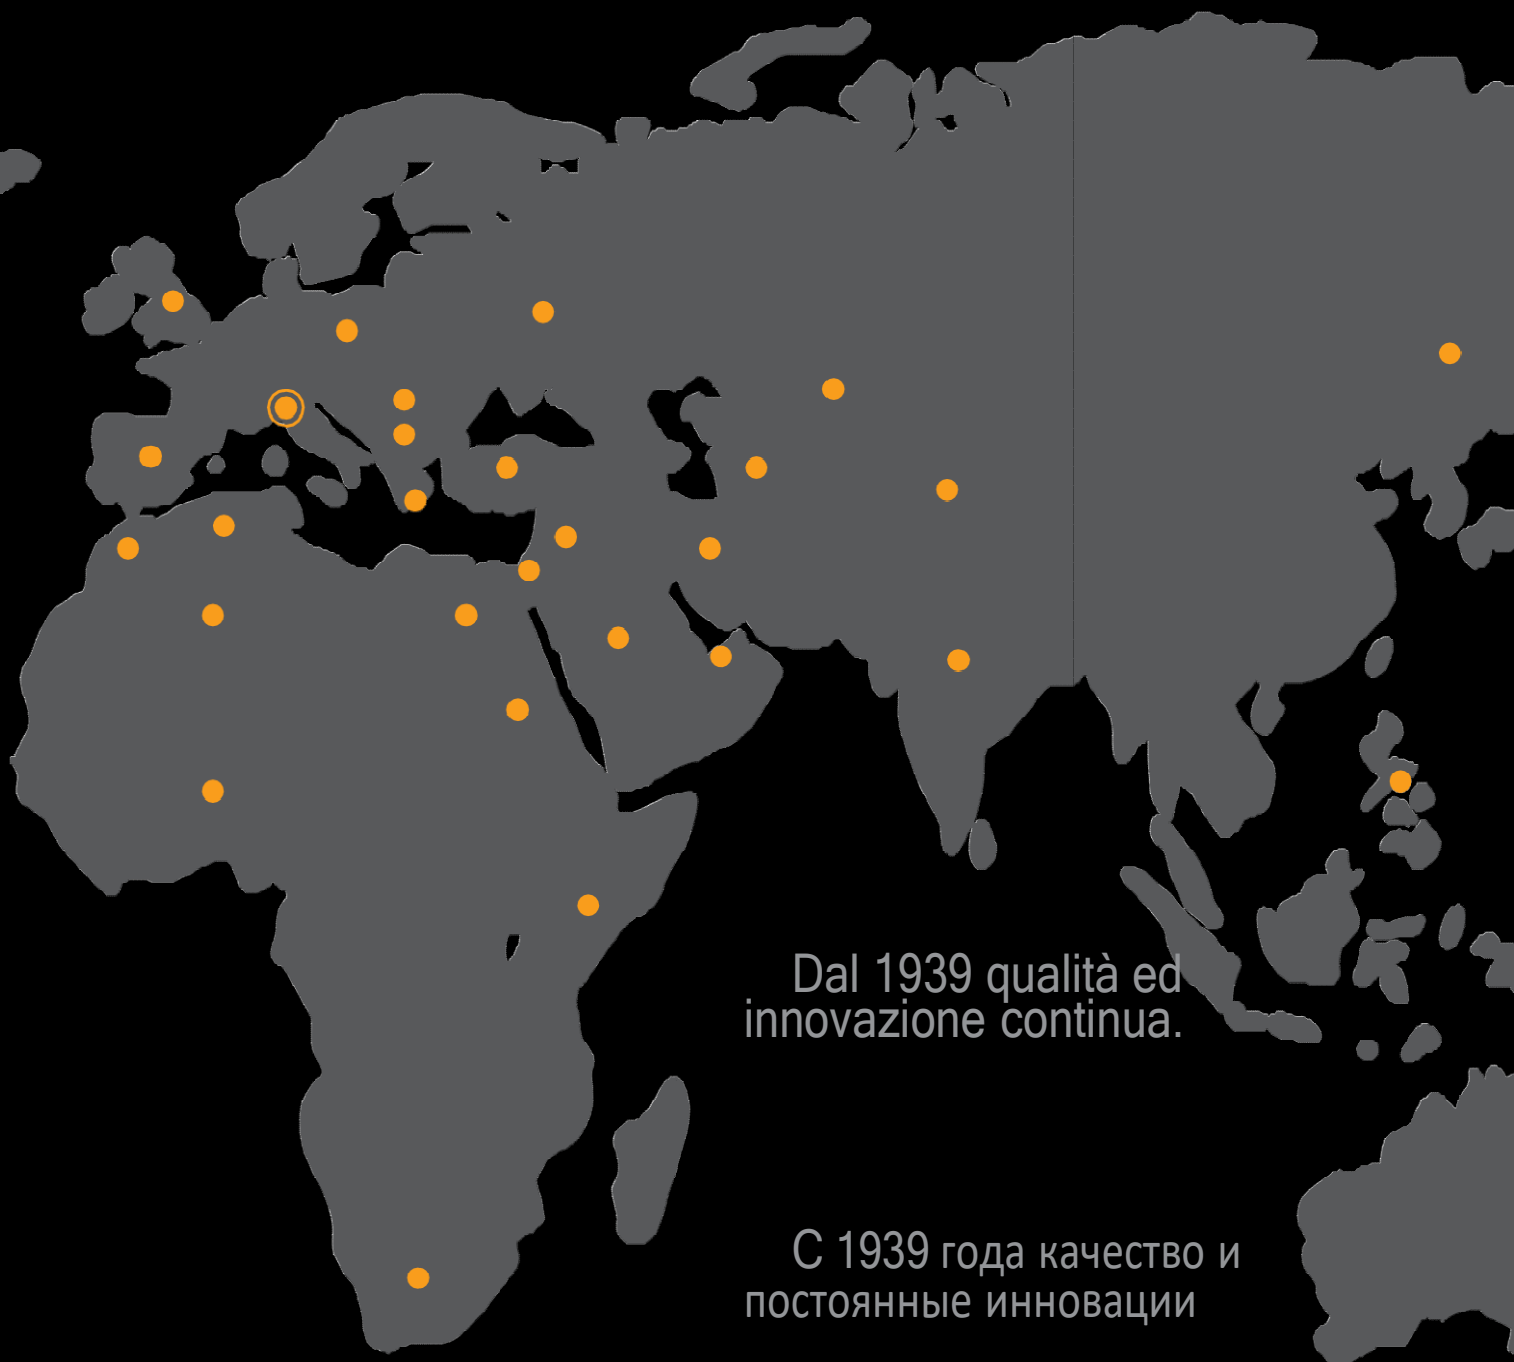 Dal 1939 qualità ed
innovazione continua.
С 1939 года качество и
постоянные инновации